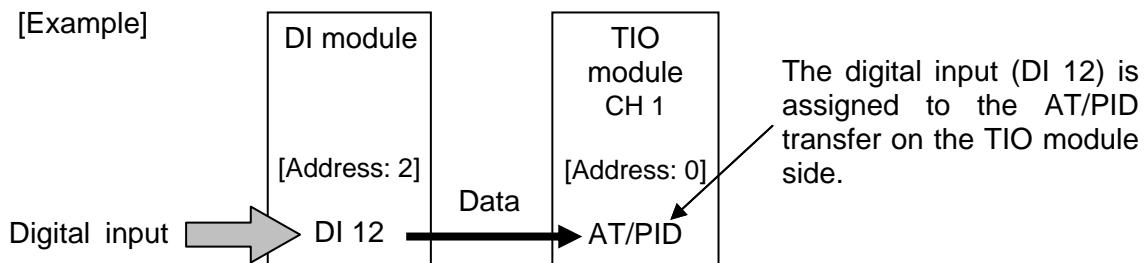 [Example]
DI module
TIO
module
CH 1
The digital input (DI 12) is
assigned to the AT/PID
transfer on the TIO module
side.
[Address: 2]
[Address: 0]
Data
Digital input
DI 12
AT/PID